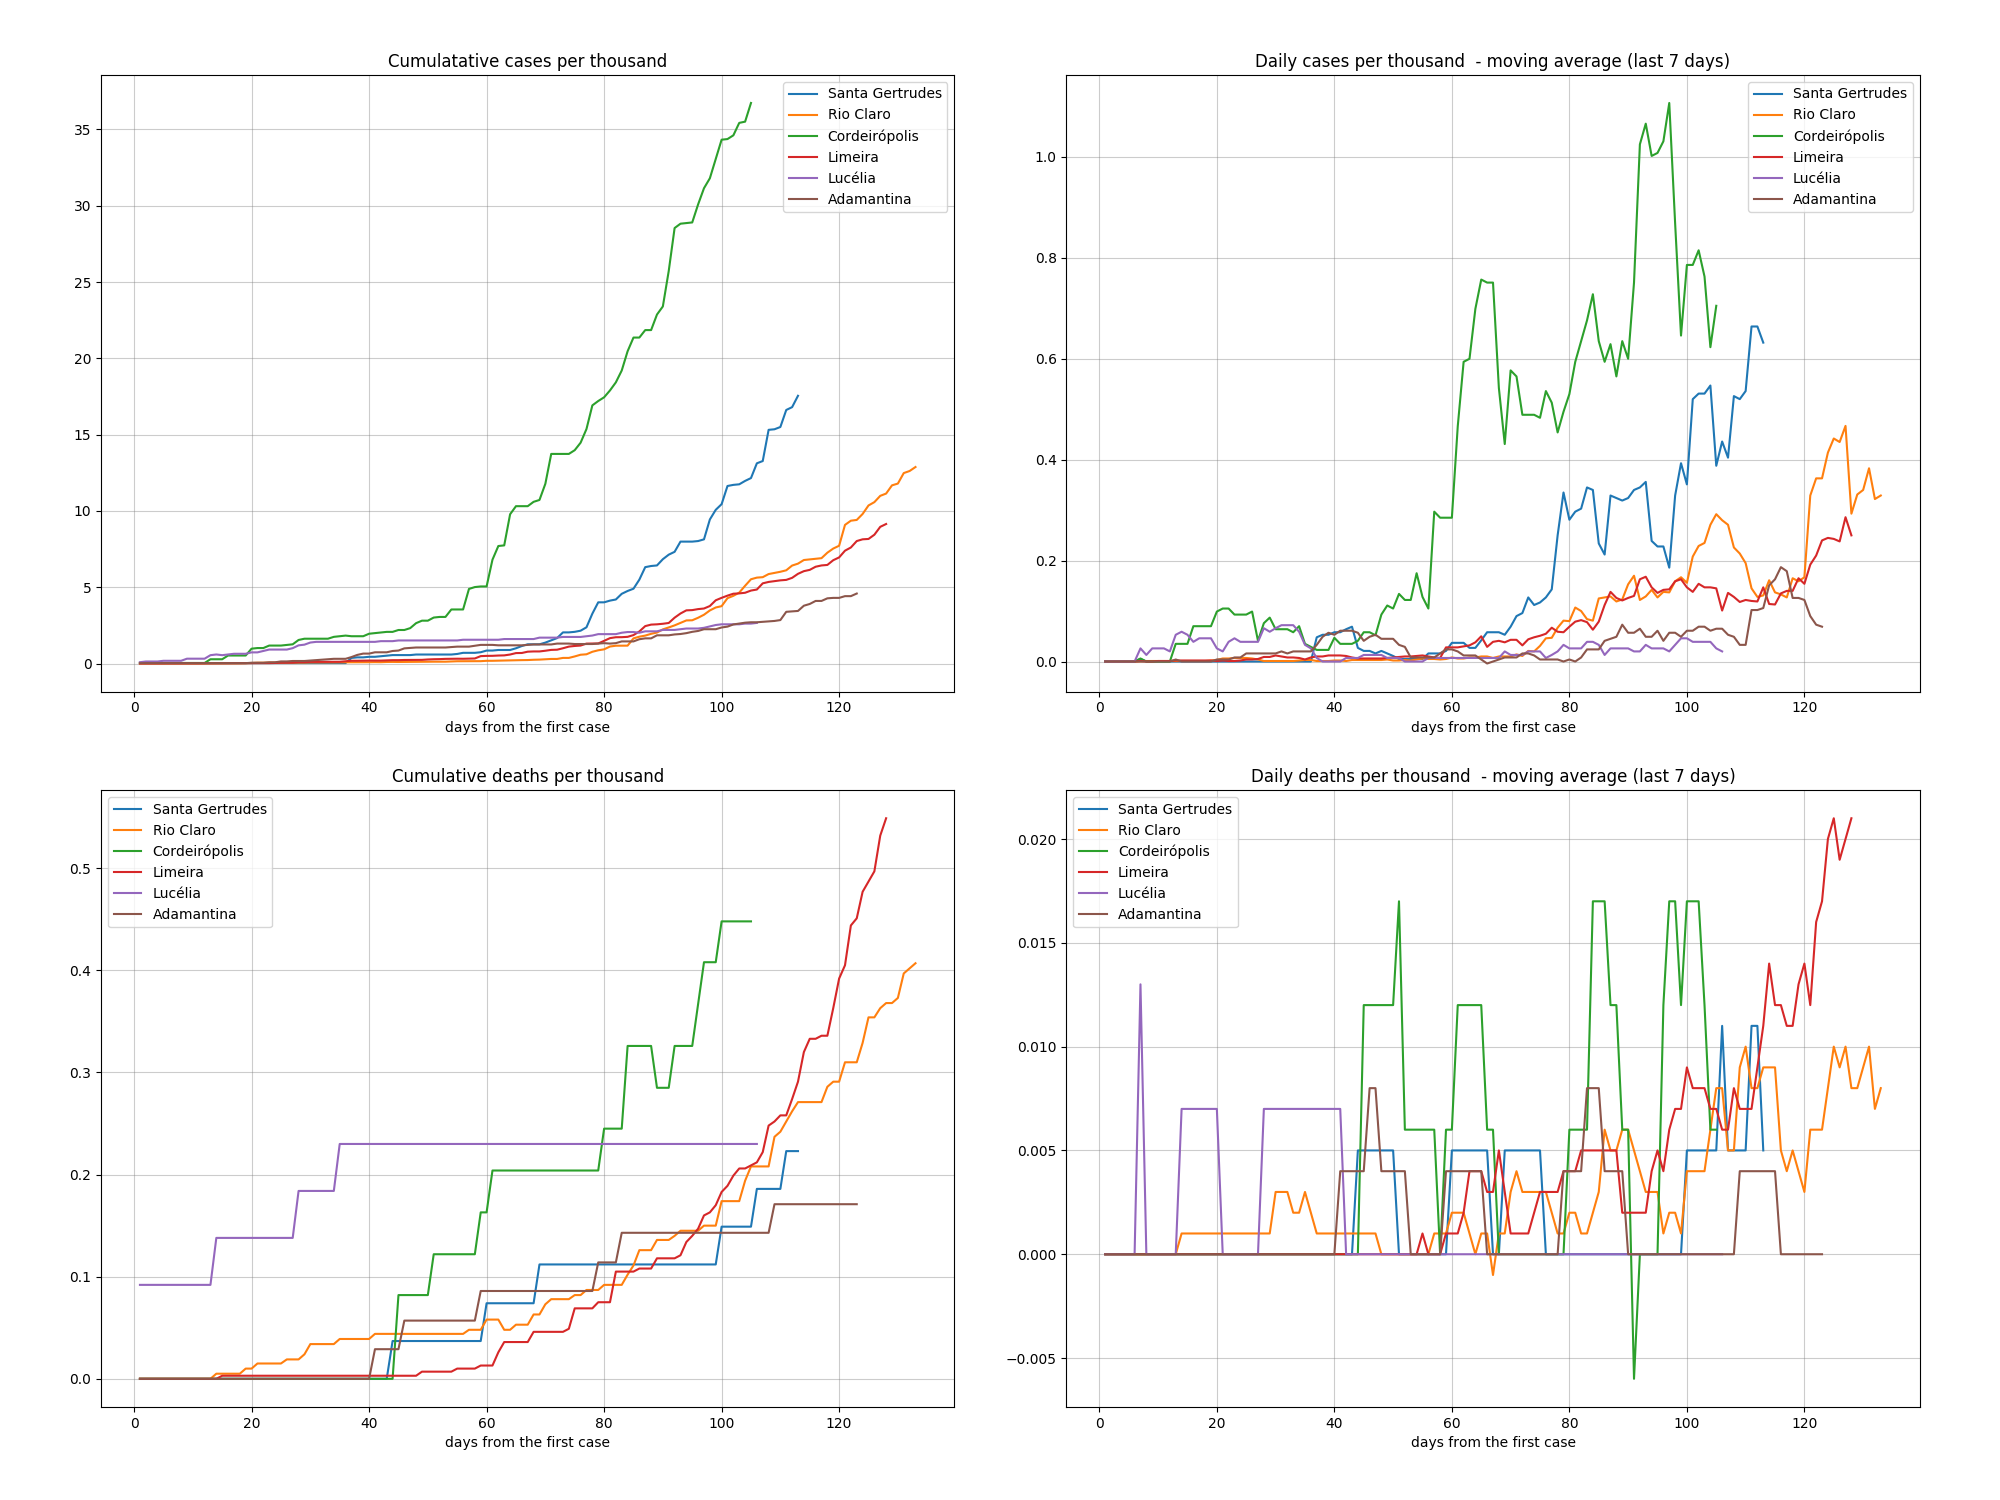 Cumulatative cases per thousand
35
30
25
20
15
10
5
0
0 20 40 60 80 100 120
days from the first case
Santa Gertrudes
Rio Claro
Cordeirópolis
Limeira
Lucélia
Adamantina
Daily cases per thousand  - moving average (last 7 days)
1.0
0.8
0.6
0.4
0.2
0.0
0 20 40 60 80 100 120
days from the first case
Santa Gertrudes
Rio Claro
Cordeirópolis
Limeira
Lucélia
Adamantina
Cumulative deaths per thousand
Santa Gertrudes
Rio Claro
Cordeirópolis
Limeira
Lucélia
Adamantina
0.5
0.4
0.3
0.2
0.1
0.0
0 20 40 60 80 100 120
days from the first case
Daily deaths per thousand  - moving average (last 7 days)
Santa Gertrudes
Rio Claro
Cordeirópolis
Limeira
Lucélia
Adamantina
0.020
0.015
0.010
0.005
0.000
−0.005
0 20 40 60 80 100 120
days from the first case